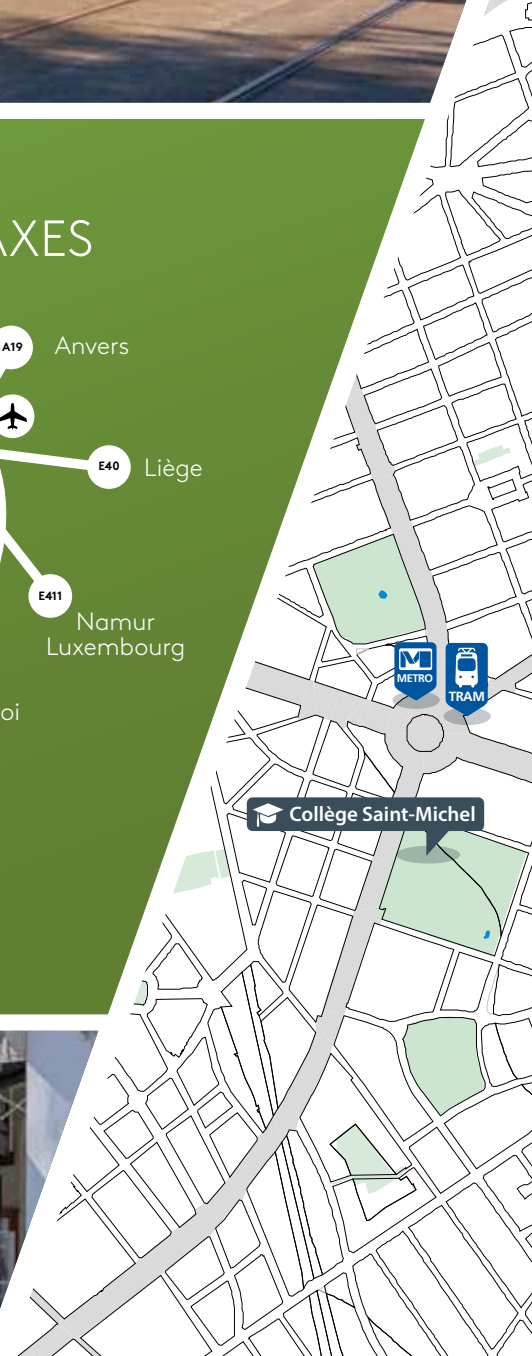 AXES
A19 Anvers
E40 Liège
E411
Namur
Luxembourg
oi
METRO
TRAM
Collège Saint-Michel